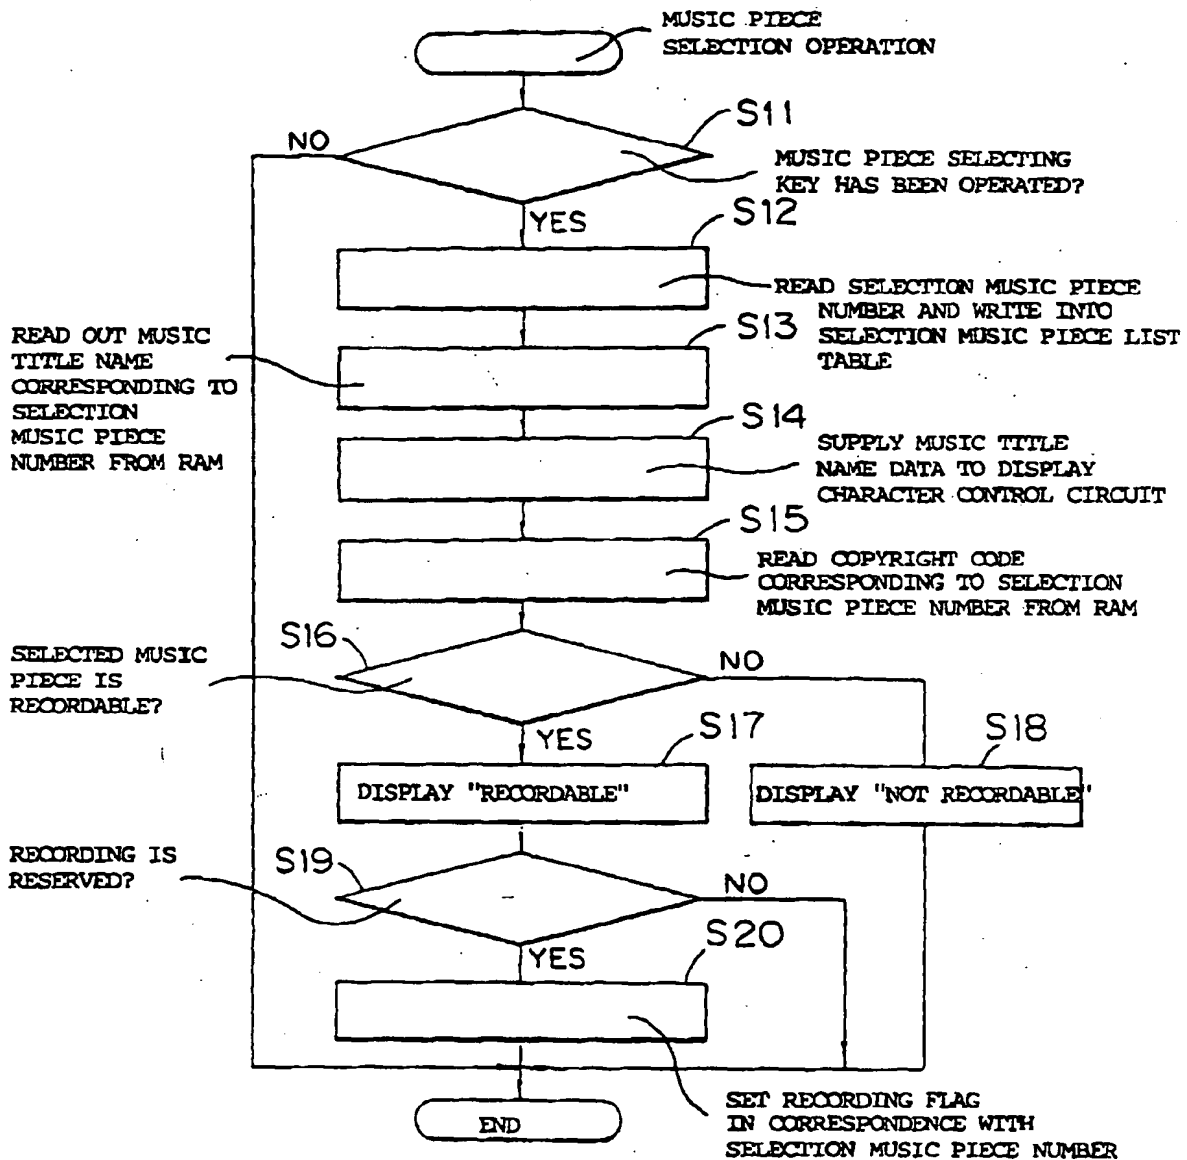 MUSIC PIECE
SELECTION OPERATION
S11
NO
MUSIC PIECE SELECTING
KEY HAS BEEN OPERATED?
YES
S12
READ SELECTION MUSIC PIECE
NUMBER AND WRITE INTO
SELECTION MUSIC PIECE LIST
TABLE
S13
READ OUT MUSIC
TITLE NAME
CORRESPONDING TO
SELECTION
MUSIC PIECE
NUMBER FROM RAM
S14
SUPPLY MUSIC TITLE
NAME DATA TO DISPLAY
CHARACTER CONTROL CIRCUIT
S15
READ COPYRIGHT CODE
CORRESPONDING TO SELECTION
MUSIC PIECE NUMBER FROM RAM
S16
SELECTED MUSIC
PIECE IS
RECORDABLE?
NO
YES
S17
DISPLAY "RECORDABLE"
S18
DISPLAY "NOT RECORDABLE"
S19
RECORDING IS
RESERVED?
NO
YES
S20
SET RECORDING FLAG
IN CORRESPONDENCE WITH
SELECTION MUSIC PIECE NUMBER
END